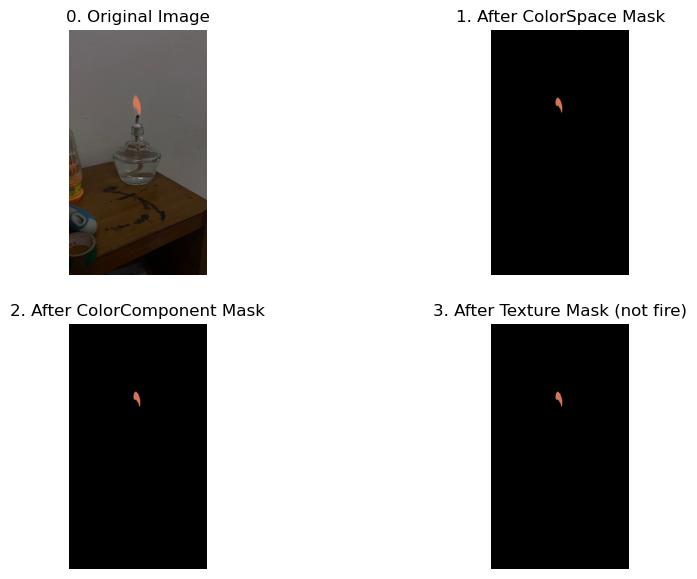 0. Original Image
1. After ColorSpace Mask
2. After ColorComponent Mask
3. After Texture Mask (not fire)